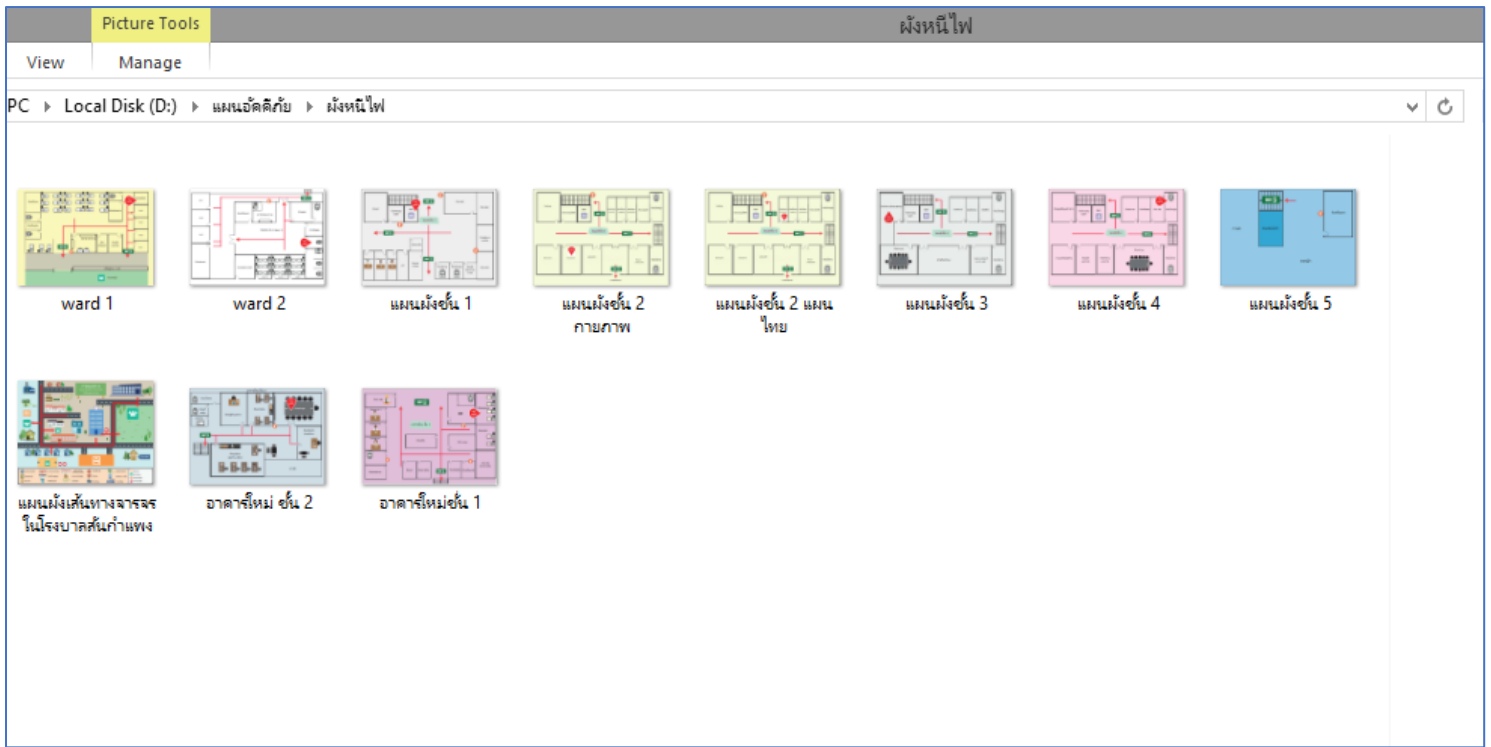 Picture Tools
ผังหนีไฟ
View
Manage
PC ▸ Local Disk (D:) ▸ แผนอัคคีภัย ▸ ผังหนีไฟ
ward 1
ward 2
แผนผังชั้น 1
แผนผังชั้น 2
กายภาพ
แผนผังชั้น 2 แผน
ไทย
แผนผังชั้น 3
แผนผังชั้น 4
แผนผังชั้น 5
แผนผังเส้นทางจารจร
ในโรงบาลสันกำแพง
อาคารใหม่ ชั้น 2
อาคารใหม่ชั้น 1